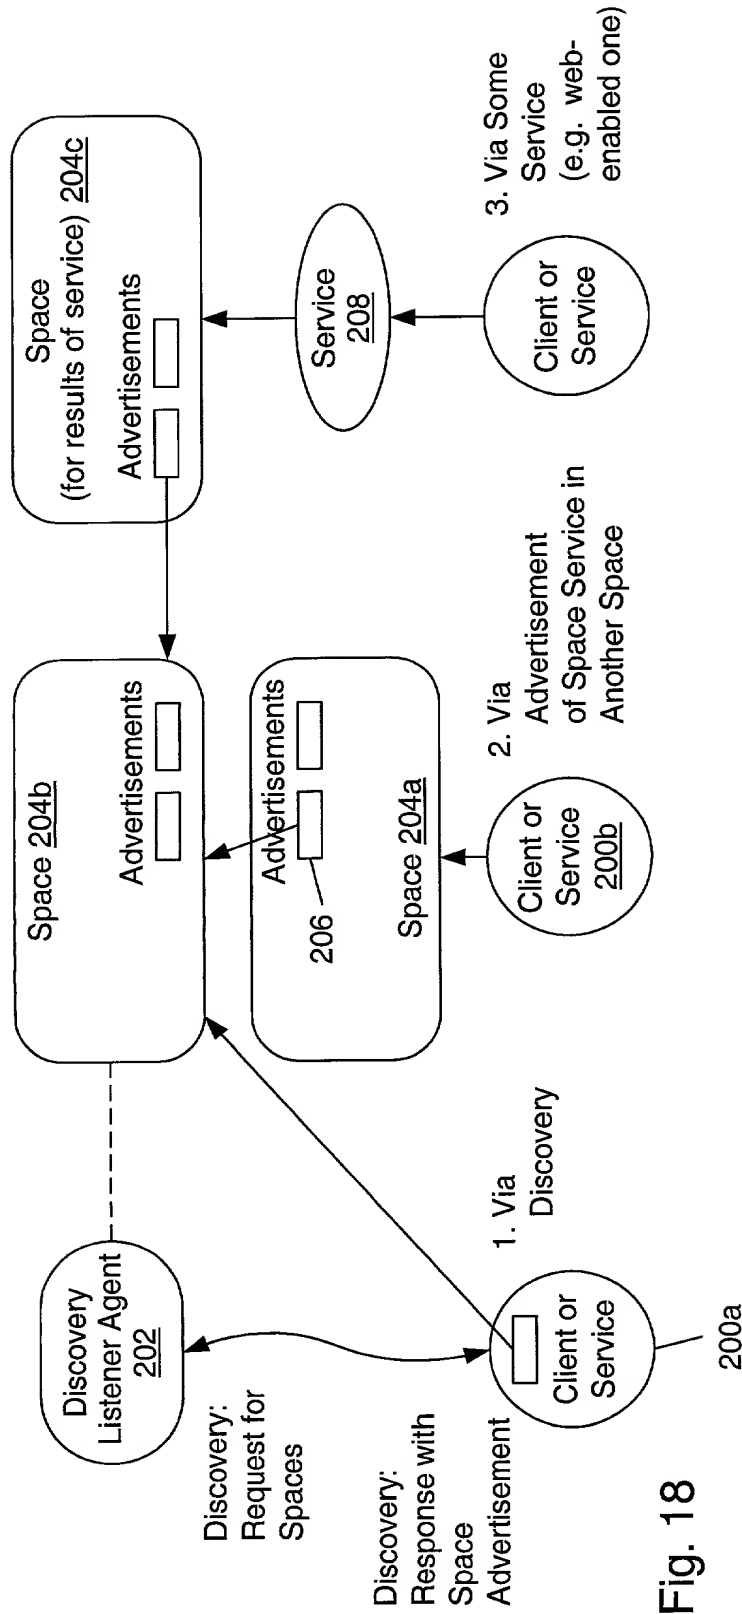 Discovery
Listener Agent
202
Discovery:
Request for
Spaces
Discovery:
Response with
Space
Advertisement
Client or
Service
200a
1. Via
Discovery
Space 204b
Advertisements
Advertisements
206
Space 204a
Client or
Service
200b
2. Via
Advertisement
of Space Service in
Another Space
Space
(for results of service) 204c
Advertisements
Service
208
Client or
Service
3. Via Some
Service
(e.g. web-
enabled one)
Fig. 18